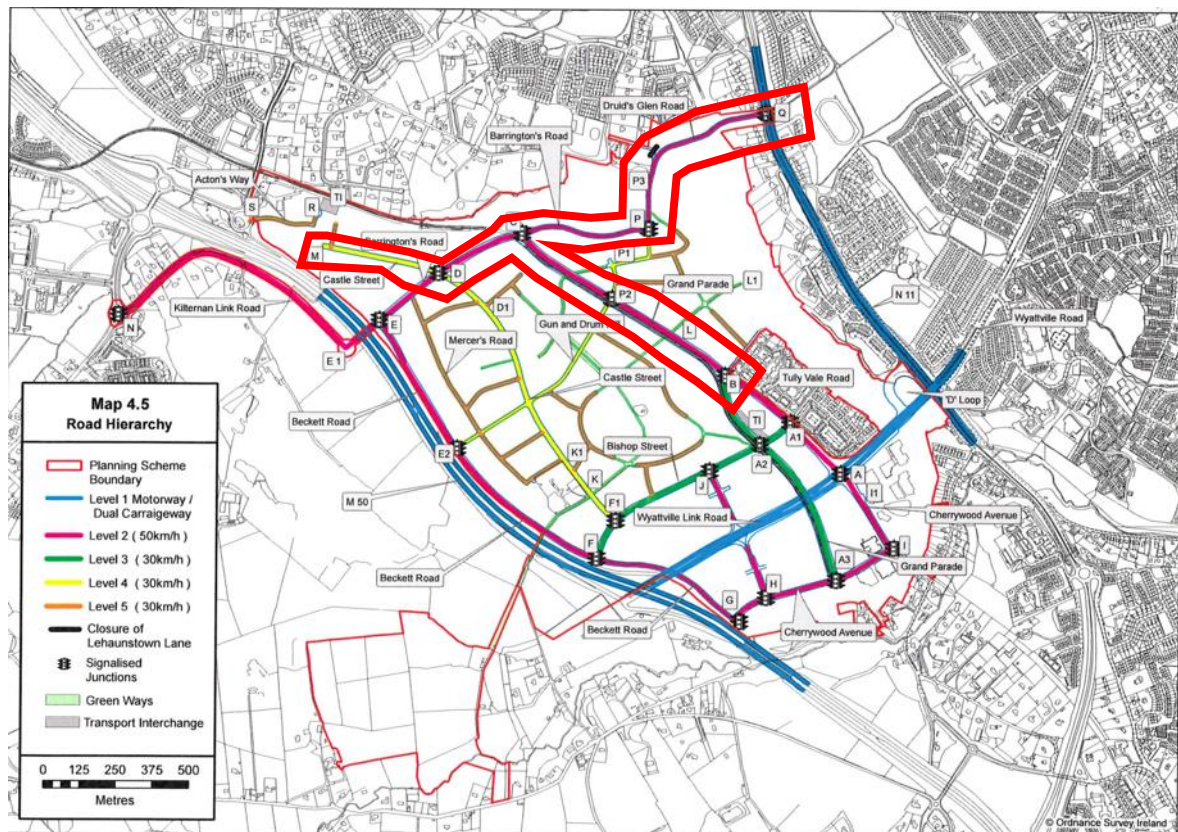 Druid's Glen Road
Q
Barrington's Road
Acton's Way
TI
S
R
P3
P
C
P1
Barrington's Road
M
D
Castle Street
Grand Parade
L1
N 11
Kilternan Link Road
P2
D1
Wyattville Road
N
E
L
Gun and Drum
E 1
Mercer's Road
Castle Street
B
Tully Vale Road
'D' Loop
Beckett Road
TI
A1
E2
Bishop Street
A2
K1
J
A
M 50
K
I1
F1
Wyattville Link Road
Cherrywood Avenue
F
I
Beckett Road
A3
Grand Parade
H
G
Beckett Road
Cherrywood Avenue
Map 4.5
Road Hierarchy
Planning Scheme
Boundary
Level 1 Motorway /
Dual Carraigeway
Level 2 ( 50km/h )
Level 3 ( 30km/h )
Level 4 ( 30km/h )
Level 5 ( 30km/h )
Closure of
Lehaunstown Lane
Signalised
Junctions
Green Ways
Transport Interchange
0 125 250 375 500
Metres
© Ordnance Survey Ireland